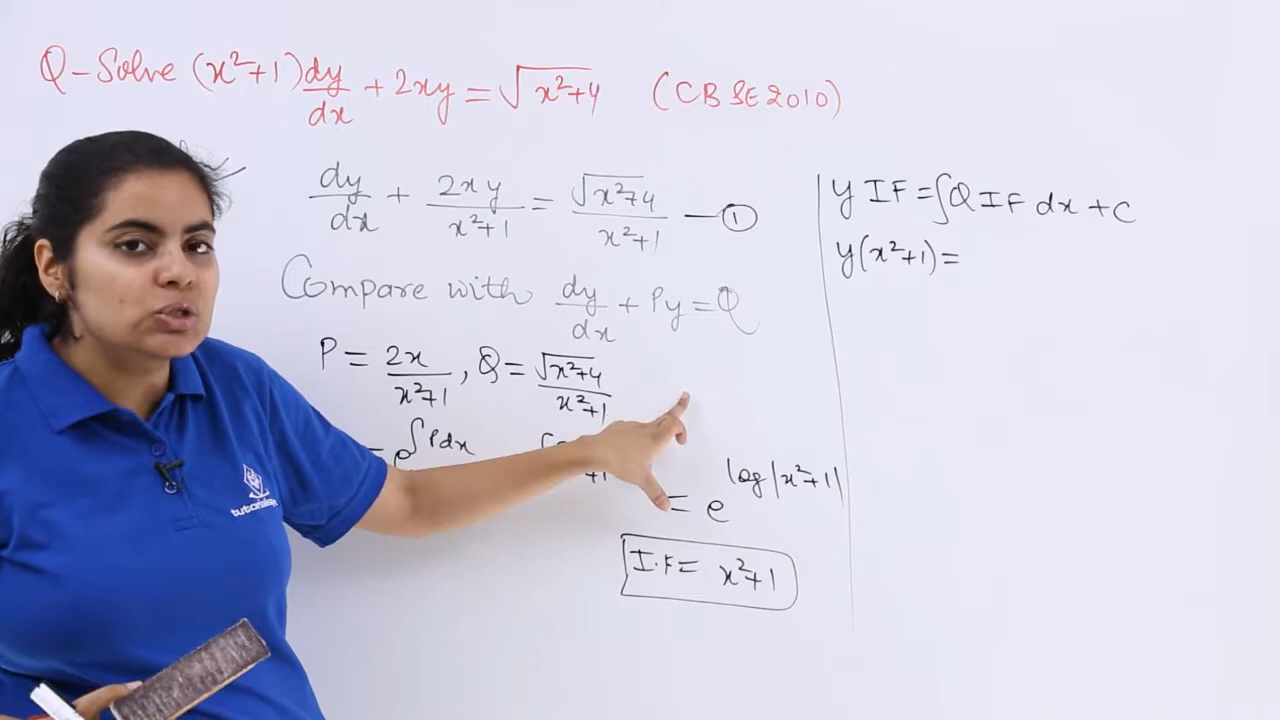 Q-Solve (x²+1)dy/dx + 2xy = √x²+4 (CBSE 2010)
dy/dx + 2xy/x²+1 = √x²+4/x²+1 — ①
Compare with dy/dx + Py = Q
P = 2x/x²+1, Q = √x²+4/x²+1
= e^∫Pdx
= e^log|x²+1|
I.F = x²+1
y IF = ∫Q IF dx + C
y(x²+1) =